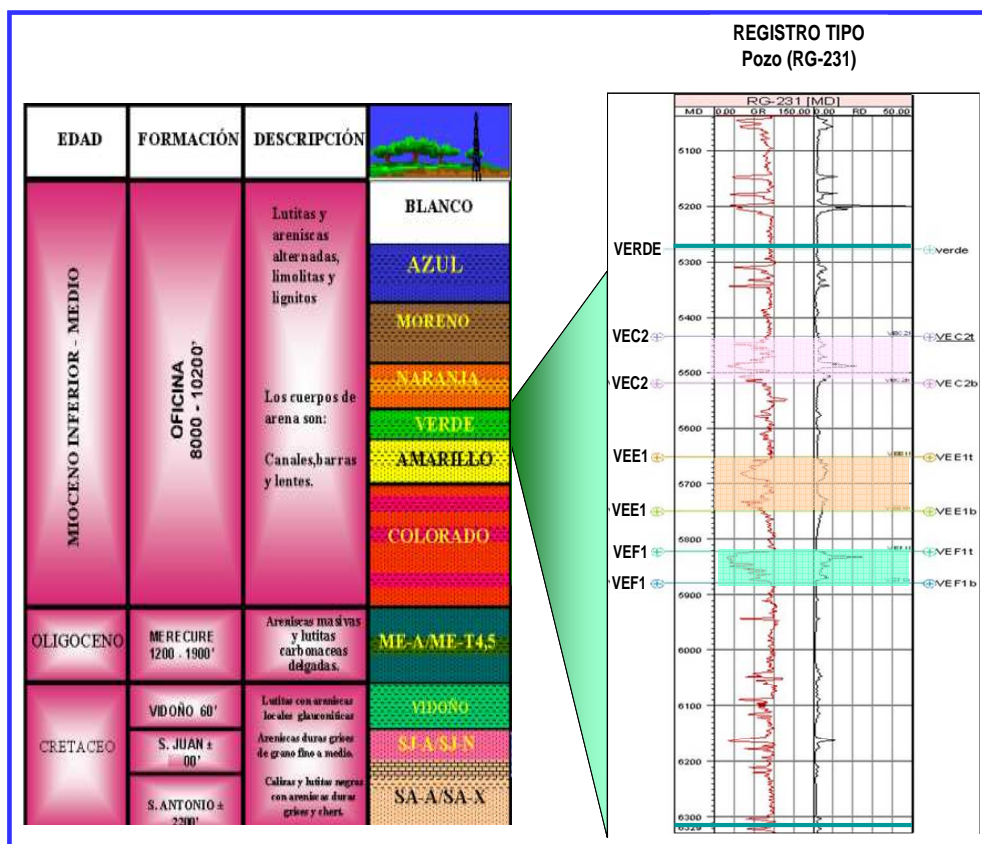 REGISTRO TIPO
Pozo (RG-231)
EDAD
FORMACIÓN
DESCRIPCIÓN
MIOCENO INFERIOR - MEDIO
OFICINA
8000 - 10200'
Lutitas y
areniscas
alternadas,
limolitas y
lignitos
Los cuerpos de
arena son:
Canales,barras
y lentes.
BLANCO
AZUL
MORENO
NARANJA
VERDE
AMARILLO
COLORADO
OLIGOCENO
MERECURE
1200 - 1900'
Areniscas masivas
y lutitas
carbonaceas
delgadas.
ME-A/ME-T4,5
CRETACEO
VIDOÑO 60'
Lutitas con areniscas
locales glauconiticas
VIDOÑO
S. JUAN ±
00'
Areniscas duras grises
de grano fino a medio.
SJ-A/SJ-N
S. ANTONIO ±
2200'
Calizas y lutitas negras
con areniscas duras
grises y chert.
SA-A/SA-X
RG-231 [MD]
MD 0.00 GR 150.00 0.00 RD 50.00
5100
5200
VERDE
verde
5300
5400
VEC2
VEC2t
5500
VEC2
VEC2b
5600
VEE1
VEE1t
5700
VEE1
VEE1b
5800
VEF1
VEF1t
VEF1
VEF1b
5900
6000
6100
6200
6300
6329